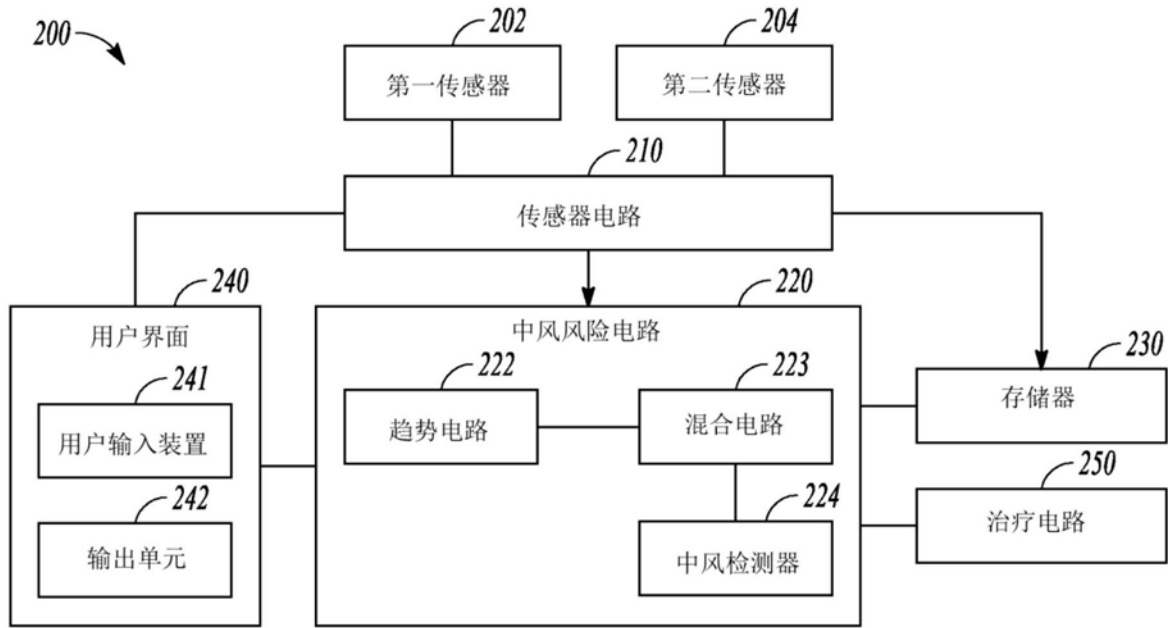 200
202
204
第一传感器
第二传感器
210
传感器电路
240
220
用户界面
中风风险电路
222
223
230
241
趋势电路
混合电路
存储器
用户输入装置
250
242
224
治疗电路
输出单元
中风检测器